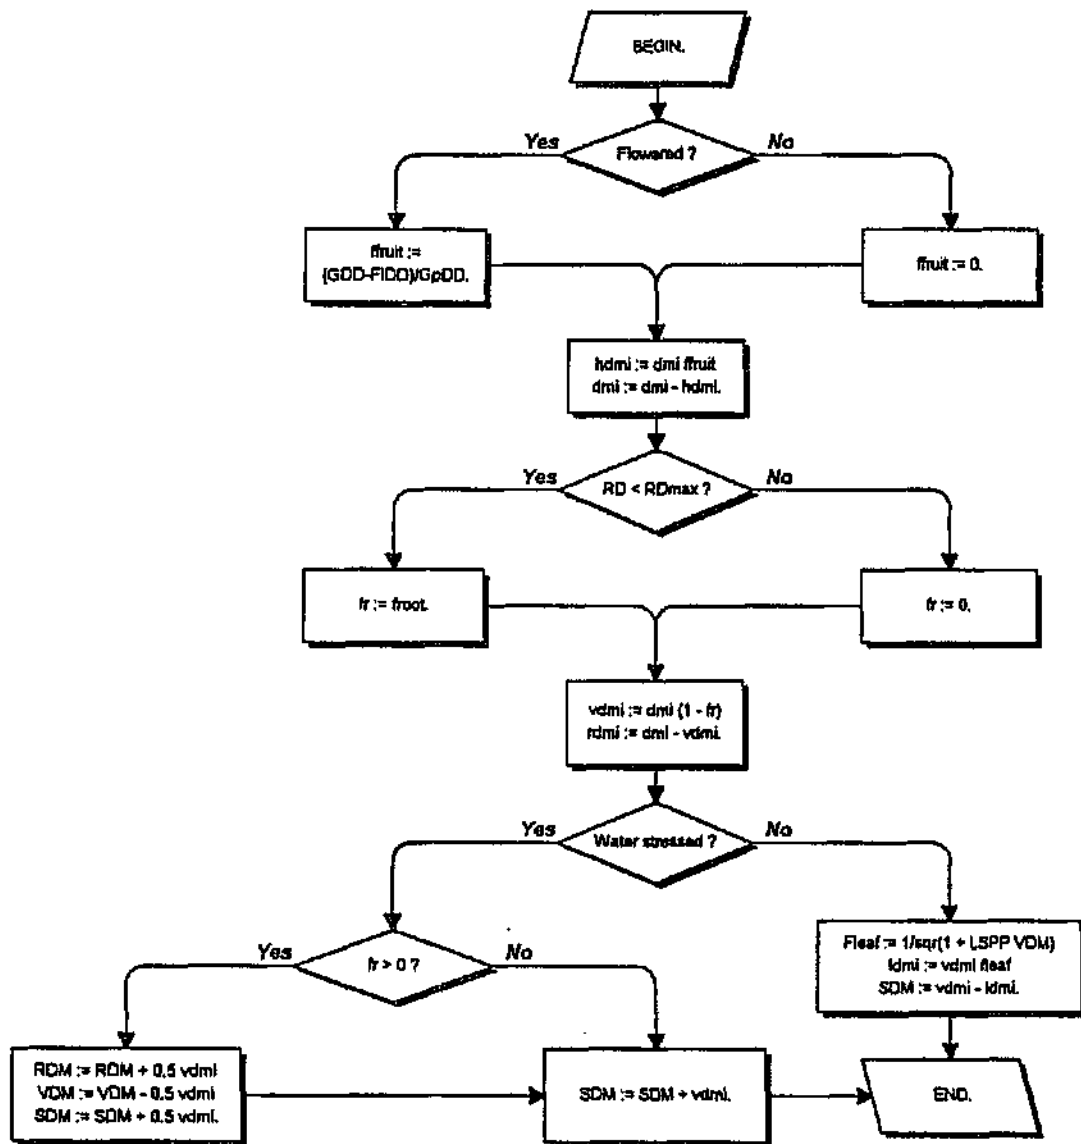 BEGIN.
Yes
No
Flowered ?
ffruit :=
(GDD-FlDD)/GpDD.
ffruit := 0.
hdmi := dmi ffruit
dmi := dmi - hdmi.
Yes
No
RD < RDmax ?
fr := froot.
fr := 0.
vdmi := dmi (1 - fr)
rdmi := dmi - vdmi.
Yes
No
Water stressed ?
Yes
No
fr > 0 ?
Fleaf := 1/sqr(1 + LSPP VDM)
ldmi := vdmi fleaf
SDM := vdmi - ldmi.
RDM := RDM + 0.5 vdmi
VDM := VDM - 0.5 vdmi
SDM := SDM + 0.5 vdmi.
SDM := SDM + vdmi.
END.